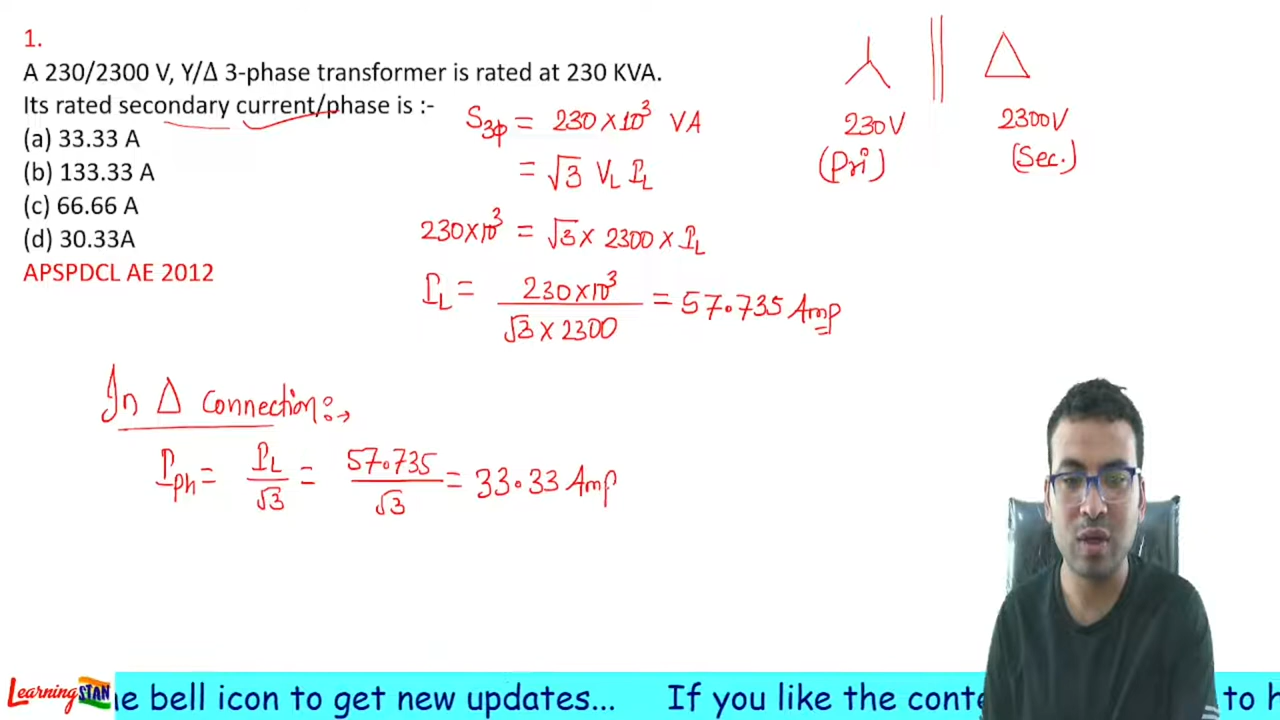 1.
A 230/2300 V, Y/Δ 3-phase transformer is rated at 230 KVA.
Its rated secondary current/phase is :-
(a) 33.33 A
(b) 133.33 A
(c) 66.66 A
(d) 30.33A
APSPDCL AE 2012
S3φ = 230 × 10³ VA
= √3 VL IL
230×10³ = √3 × 2300 × IL
IL = 230×10³ / √3 × 2300 = 57.735 Amp
230V
(Pri)
2300V
(Sec.)
In Δ connection:→
Iph = IL / √3 = 57.735 / √3 = 33.33 Amp
LearningSTAN
e bell icon to get new updates... If you like the conte to h